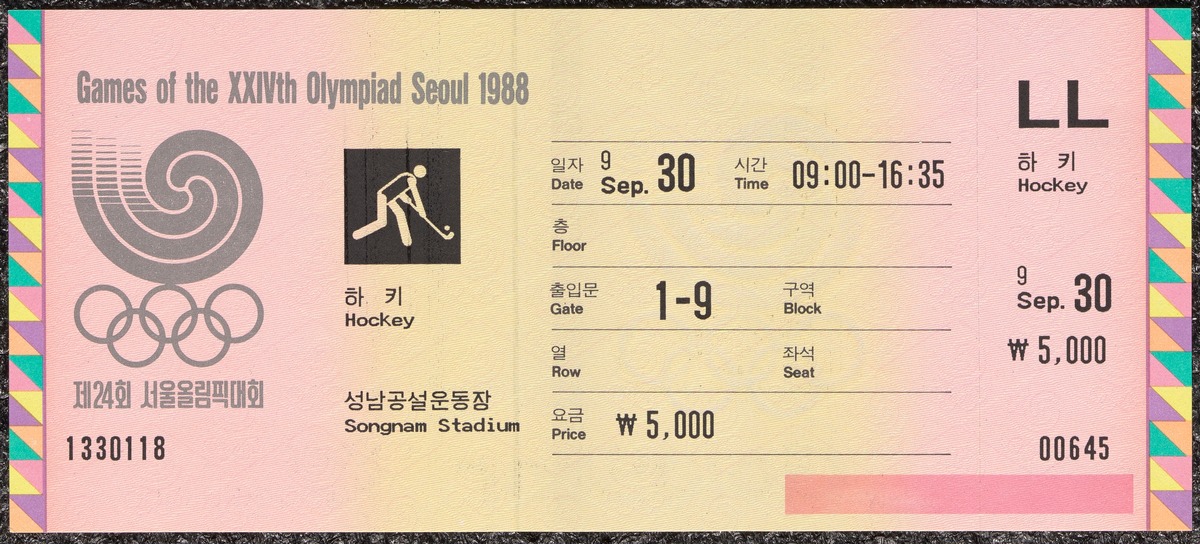 Games of the XXIVth Olympiad Seoul 1988
제24회 서울올림픽대회
1330118
하 키
Hockey
성남공설운동장
Songnam Stadium
일자 9 시간
Date Sep. 30 Time 09:00-16:35
층
Floor
출입문 구역
Gate 1-9 Block
열 좌석
Row Seat
요금
Price ₩ 5,000
LL
하 키
Hockey
9
Sep. 30
₩ 5,000
00645